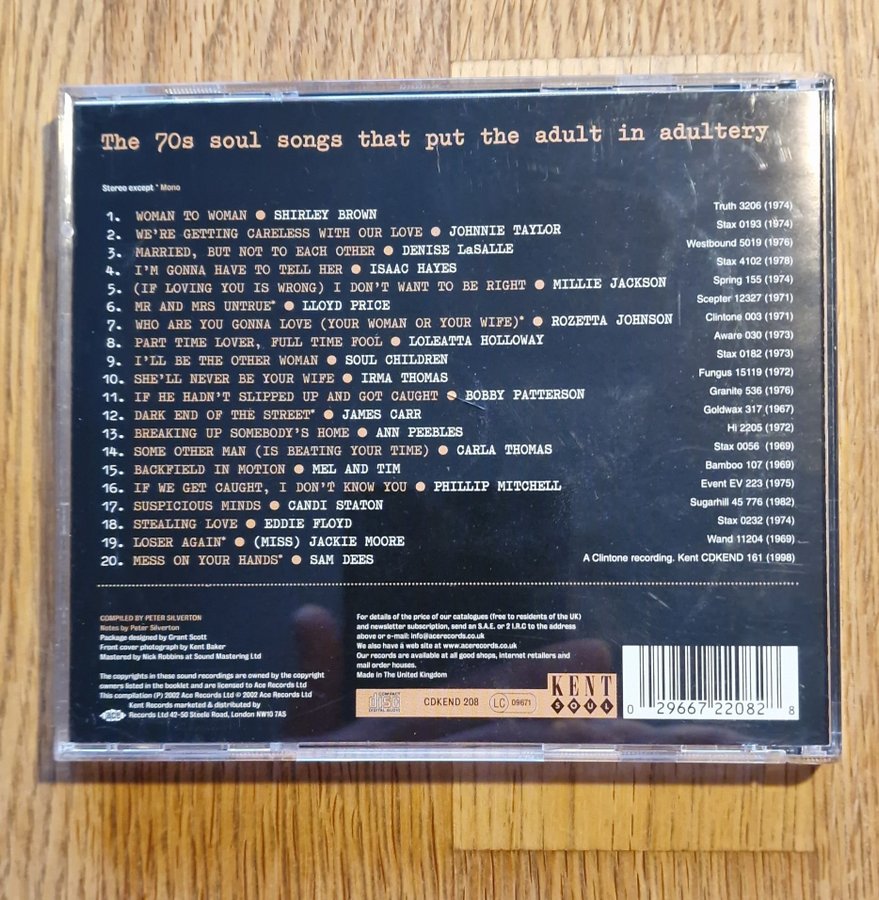 The 70s soul songs that put the adult in adultery
Stereo except * Mono
1. WOMAN TO WOMAN ● SHIRLEY BROWN Truth 3206 (1974)
2. WE'RE GETTING CARELESS WITH OUR LOVE ● JOHNNIE TAYLOR Stax 0193 (1974)
3. MARRIED, BUT NOT TO EACH OTHER ● DENISE LaSALLE Westbound 5019 (1976)
4. I'M GONNA HAVE TO TELL HER ● ISAAC HAYES Stax 4102 (1978)
5. (IF LOVING YOU IS WRONG) I DON'T WANT TO BE RIGHT ● MILLIE JACKSON Spring 155 (1974)
6. MR AND MRS UNTRUE* ● LLOYD PRICE Scepter 12327 (1971)
7. WHO ARE YOU GONNA LOVE (YOUR WOMAN OR YOUR WIFE)* ● ROZETTA JOHNSON Clintone 003 (1971)
8. PART TIME LOVER, FULL TIME FOOL ● LOLEATTA HOLLOWAY Aware 030 (1973)
9. I'LL BE THE OTHER WOMAN ● SOUL CHILDREN Stax 0182 (1973)
10. SHE'LL NEVER BE YOUR WIFE ● IRMA THOMAS Fungus 15119 (1972)
11. IF HE HADN'T SLIPPED UP AND GOT CAUGHT ● BOBBY PATTERSON Granite 536 (1976)
12. DARK END OF THE STREET* ● JAMES CARR Goldwax 317 (1967)
13. BREAKING UP SOMEBODY'S HOME ● ANN PEEBLES Hi 2205 (1972)
14. SOME OTHER MAN (IS BEATING YOUR TIME) ● CARLA THOMAS Stax 0056 (1969)
15. BACKFIELD IN MOTION ● MEL AND TIM Bamboo 107 (1969)
16. IF WE GET CAUGHT, I DON'T KNOW YOU ● PHILLIP MITCHELL Event EV 223 (1975)
17. SUSPICIOUS MINDS ● CANDI STATON Sugarhill 45 776 (1982)
18. STEALING LOVE ● EDDIE FLOYD Stax 0232 (1974)
19. LOSER AGAIN* ● (MISS) JACKIE MOORE Wand 11204 (1969)
20. MESS ON YOUR HANDS* ● SAM DEES A Clintone recording. Kent CDKEND 161 (1998)
COMPILED BY PETER SILVERTON
Notes by Peter Silverton
Package designed by Grant Scott
Front cover photograph by Kent Baker
Mastered by Nick Robbins at Sound Mastering Ltd
The copyrights in these sound recordings are owned by the copyright
owners listed in the booklet and are licensed to Ace Records Ltd
This compilation (P) 2002 Ace Records Ltd © 2002 Ace Records Ltd
Kent Records marketed & distributed by
ACE Records Ltd 42-50 Steele Road, London NW10 7AS
For details of the price of our catalogues (free to residents of the UK)
and newsletter subscription, send an S.A.E. or 2 I.R.C to the address
above or e-mail: info@acerecords.co.uk
We also have a web site at www.acerecords.co.uk
Our records are available at all good shops, internet retailers and
mail order houses.
Made In The United Kingdom
COMPACT
disc
DIGITAL AUDIO
CDKEND 208
LC 09671
KENT
SOUL
0 29667 22082 8